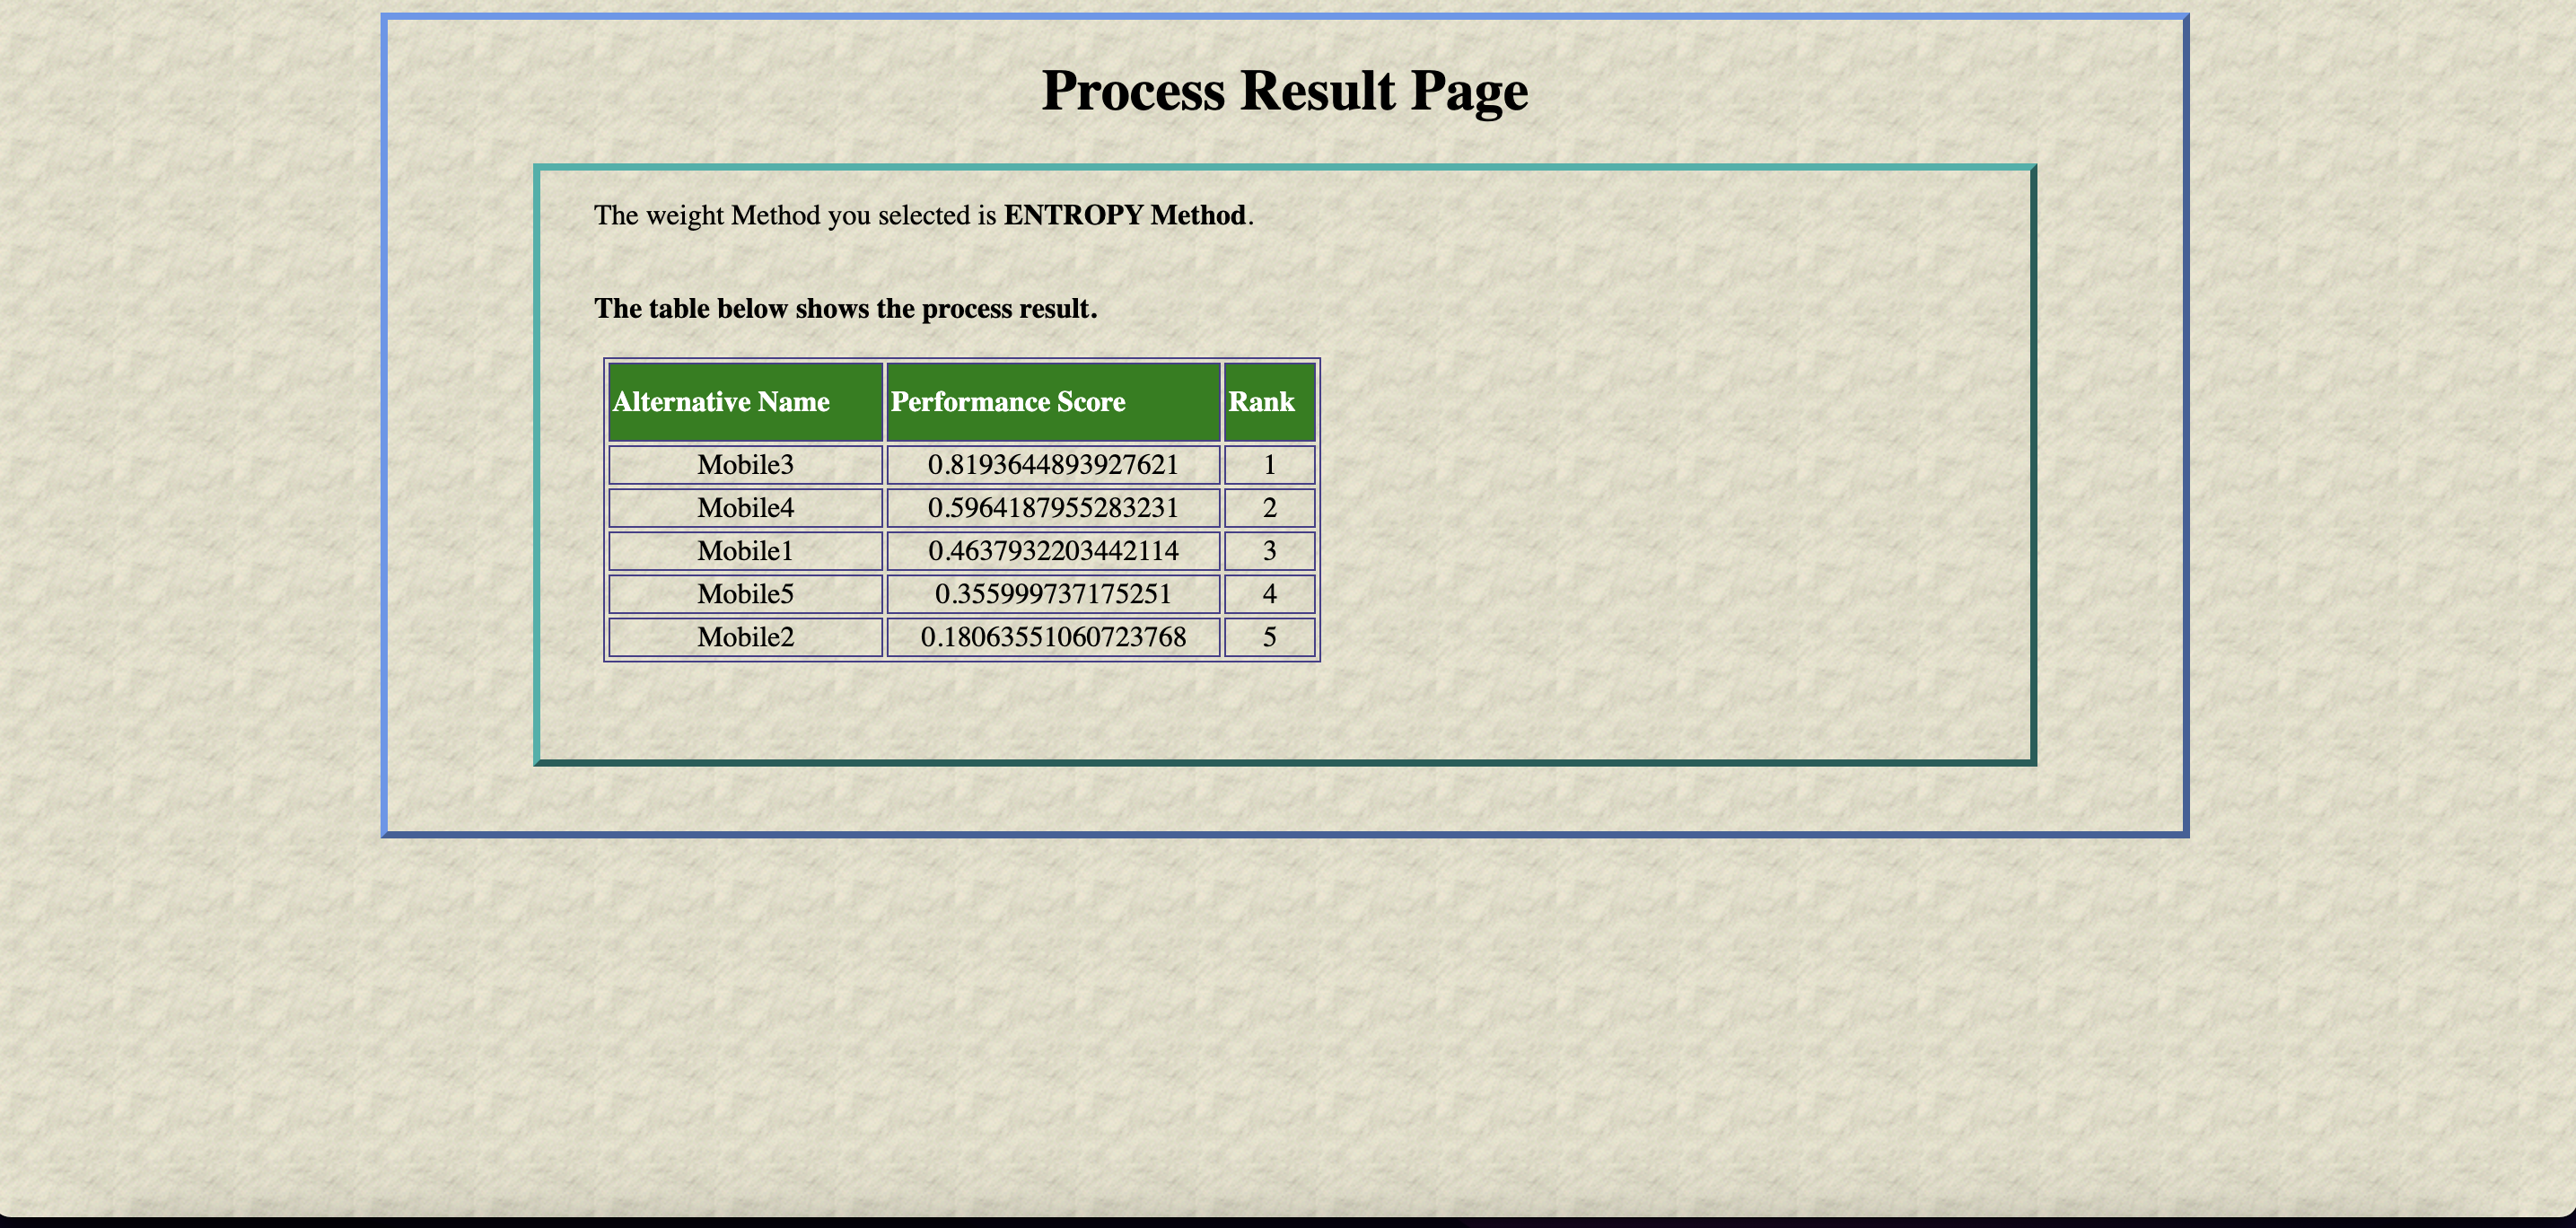 Process Result Page
The weight Method you selected is ENTROPY Method.
The table below shows the process result.
Alternative Name Performance Score Rank
Mobile3 0.8193644893927621 1
Mobile4 0.5964187955283231 2
Mobile1 0.4637932203442114 3
Mobile5 0.355999737175251 4
Mobile2 0.18063551060723768 5